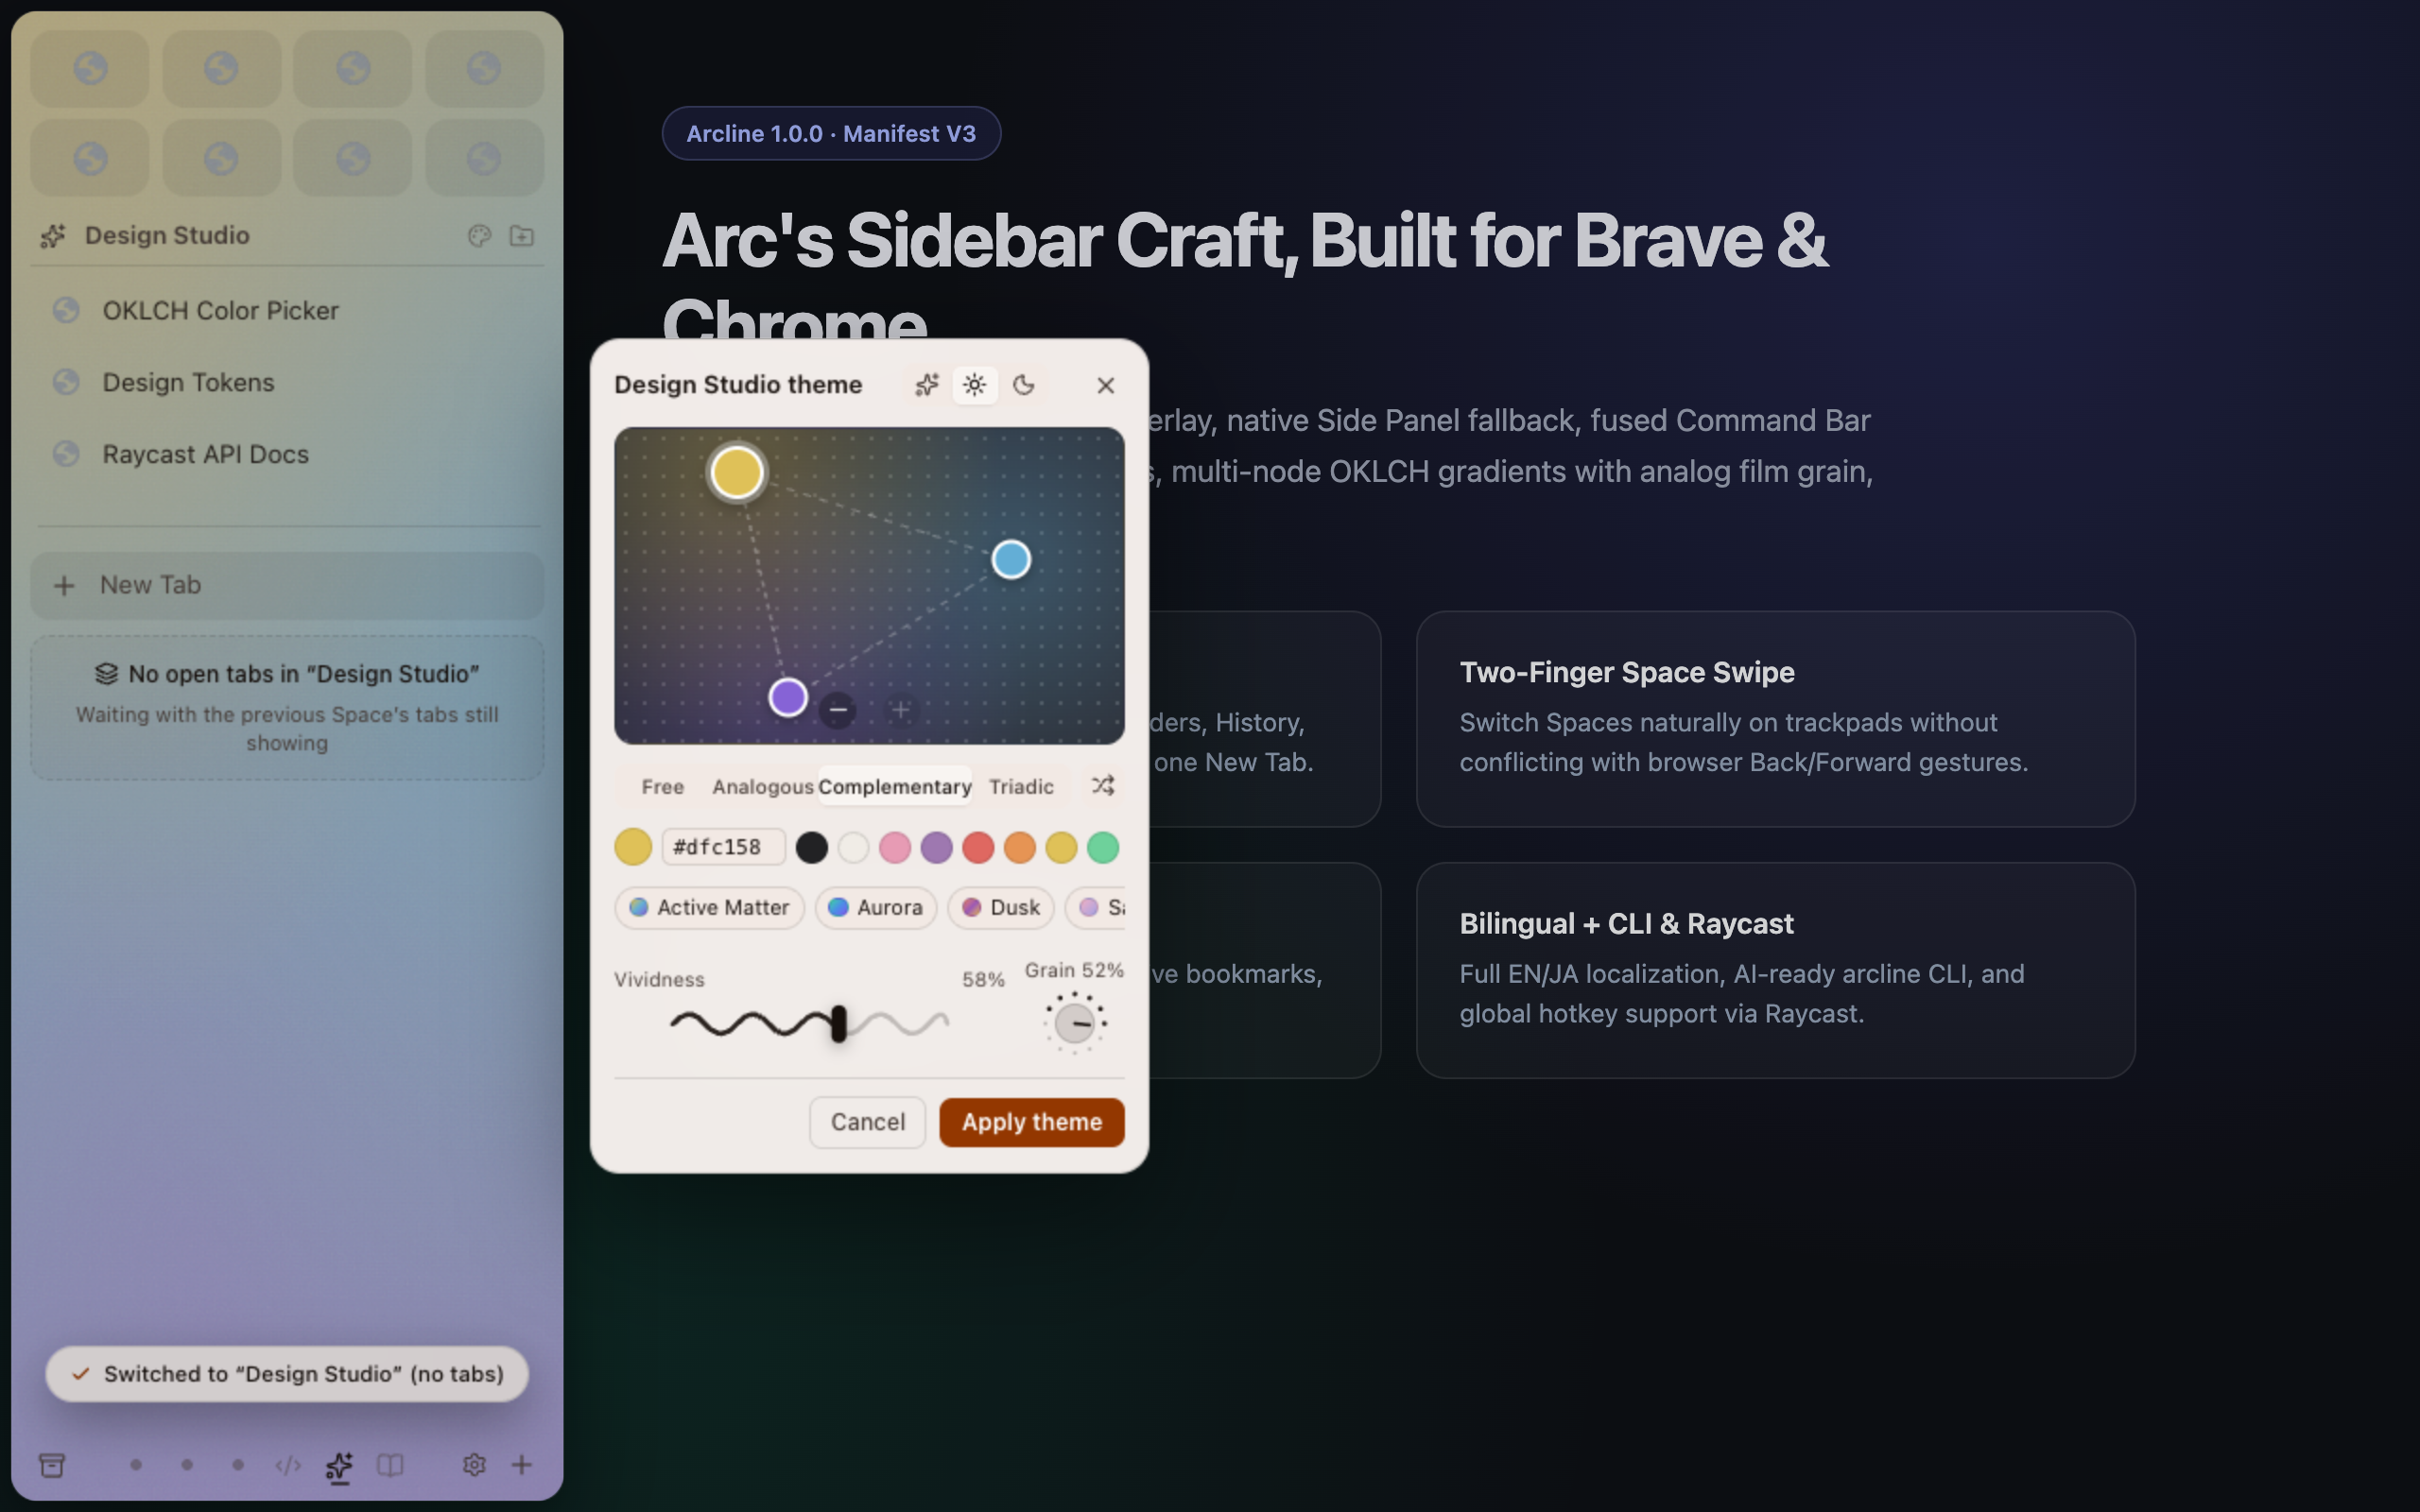 Design Studio
OKLCH Color Picker
Design Tokens
Raycast API Docs
New Tab
No open tabs in “Design Studio”
Waiting with the previous Space's tabs still
showing
Switched to “Design Studio” (no tabs)
Arcline 1.0.0 · Manifest V3
Arc's Sidebar Craft, Built for Brave &
Chrome
erlay, native Side Panel fallback, fused Command Bar
s, multi-node OKLCH gradients with analog film grain,
Design Studio theme
Free Analogous Complementary Triadic
#dfc158
Active Matter Aurora Dusk
Vividness 58% Grain 52%
Cancel Apply theme
ders, History,
one New Tab.
Two-Finger Space Swipe
Switch Spaces naturally on trackpads without
conflicting with browser Back/Forward gestures.
ve bookmarks,
Bilingual + CLI & Raycast
Full EN/JA localization, AI-ready arcline CLI, and
global hotkey support via Raycast.